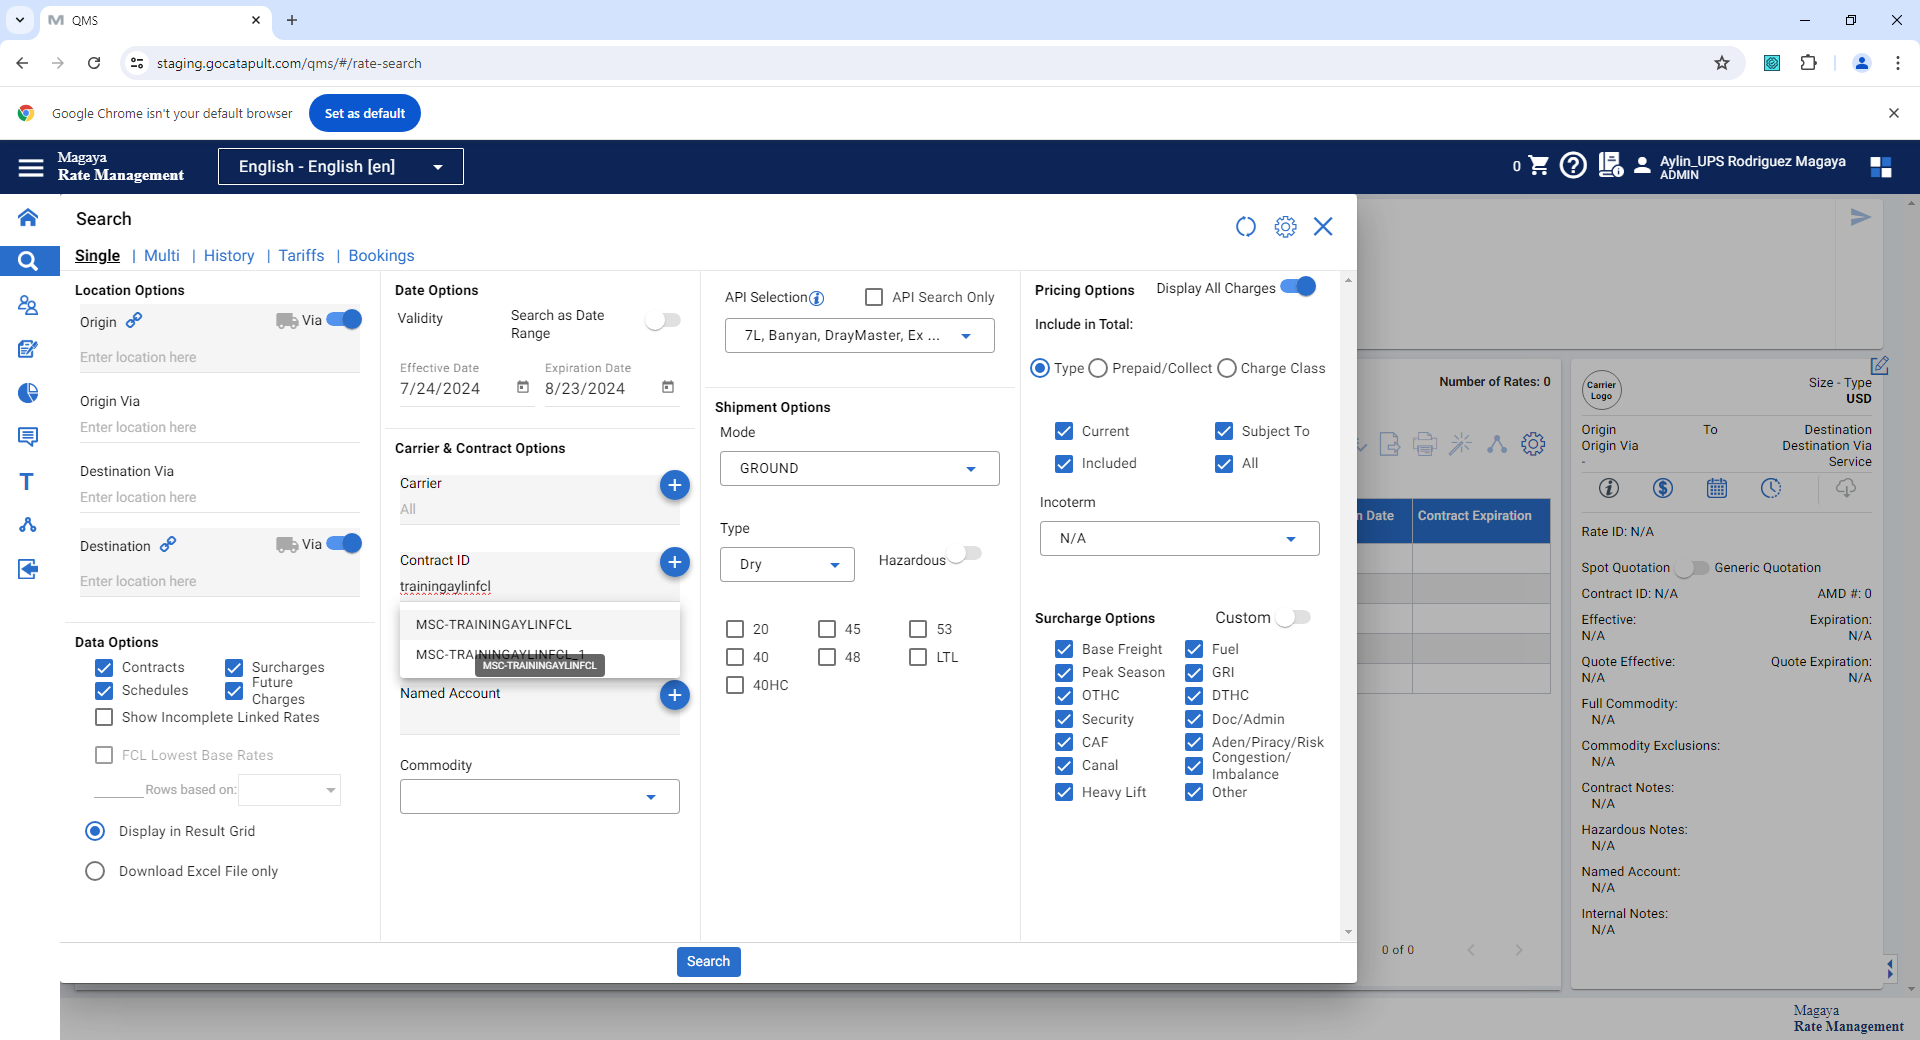 QMS
staging.gocatapult.com/qms/#/rate-search
Google Chrome isn't your default browser
Set as default
Magaya
Rate Management
English - English [en]
0
Aylin_UPS Rodriguez Magaya
ADMIN
Search
Single | Multi | History | Tariffs | Bookings
Location Options
Origin
Via
Enter location here
Origin Via
Enter location here
Destination Via
Enter location here
Destination
Via
Enter location here
Data Options
Contracts
Surcharges
Schedules
Future Charges
Show Incomplete Linked Rates
FCL Lowest Base Rates
Rows based on:
Display in Result Grid
Download Excel File only
Date Options
Validity
Search as Date Range
Effective Date
7/24/2024
Expiration Date
8/23/2024
Carrier & Contract Options
Carrier
All
Contract ID
trainingaylinfcl
MSC-TRAININGAYLINFCL
MSC-TRAININGAYLINFCL_1
MSC-TRAININGAYLINFCL
Named Account
Commodity
API Selection
API Search Only
7L, Banyan, DrayMaster, Ex ...
Shipment Options
Mode
GROUND
Type
Dry
Hazardous
20
45
53
40
48
LTL
40HC
Pricing Options
Display All Charges
Include in Total:
Type
Prepaid/Collect
Charge Class
Current
Subject To
Included
All
Incoterm
N/A
Surcharge Options
Custom
Base Freight
Fuel
Peak Season
GRI
OTHC
DTHC
Security
Doc/Admin
CAF
Aden/Piracy/Risk
Canal
Congestion/
Imbalance
Heavy Lift
Other
Search
Number of Rates: 0
n Date
Contract Expiration
0 of 0
Carrier
Logo
Size - Type
USD
Origin
To
Destination
Origin Via
Destination Via
-
Service
Rate ID: N/A
Spot Quotation
Generic Quotation
Contract ID: N/A
AMD #: 0
Effective:
Expiration:
N/A
N/A
Quote Effective:
Quote Expiration:
N/A
N/A
Full Commodity:
N/A
Commodity Exclusions:
N/A
Contract Notes:
N/A
Hazardous Notes:
N/A
Named Account:
N/A
Internal Notes:
N/A
Magaya
Rate Management